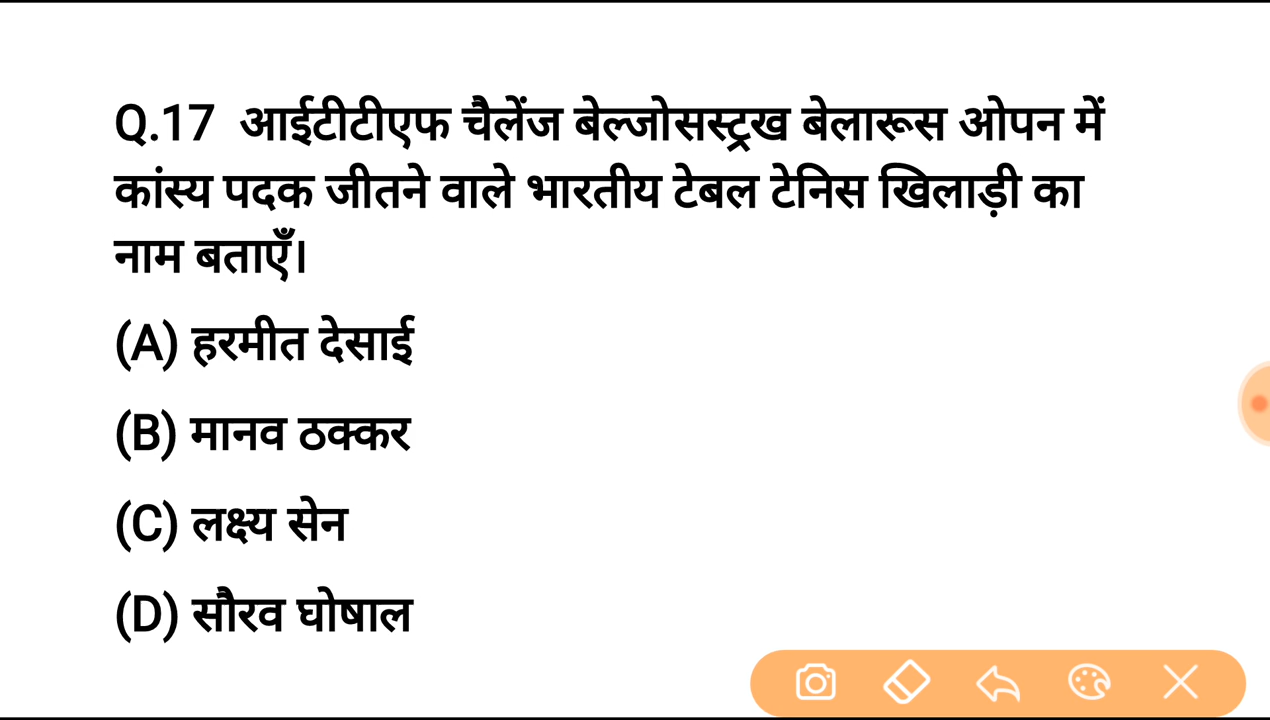 Q.17 आईटीटीएफ चैलेंज बेल्जोसस्ट्रख बेलारूस ओपन में
कांस्य पदक जीतने वाले भारतीय टेबल टेनिस खिलाड़ी का
नाम बताएँ।
(A) हरमीत देसाई
(B) मानव ठक्कर
(C) लक्ष्य सेन
(D) सौरव घोषाल